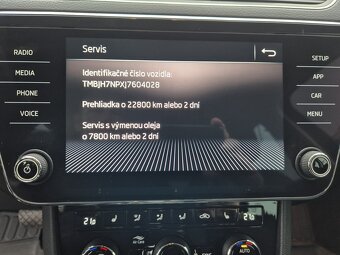 Servis
RADIO
MEDIA
PHONE
VOICE
SETUP
APP
CAR
MENU
Identifikačné číslo vozidla:
TMBJH7NPXJ7604028
Prehliadka o 22800 km alebo 2 dní
Servis s výmenou oleja
o 7800 km alebo 2 dní
AUTO